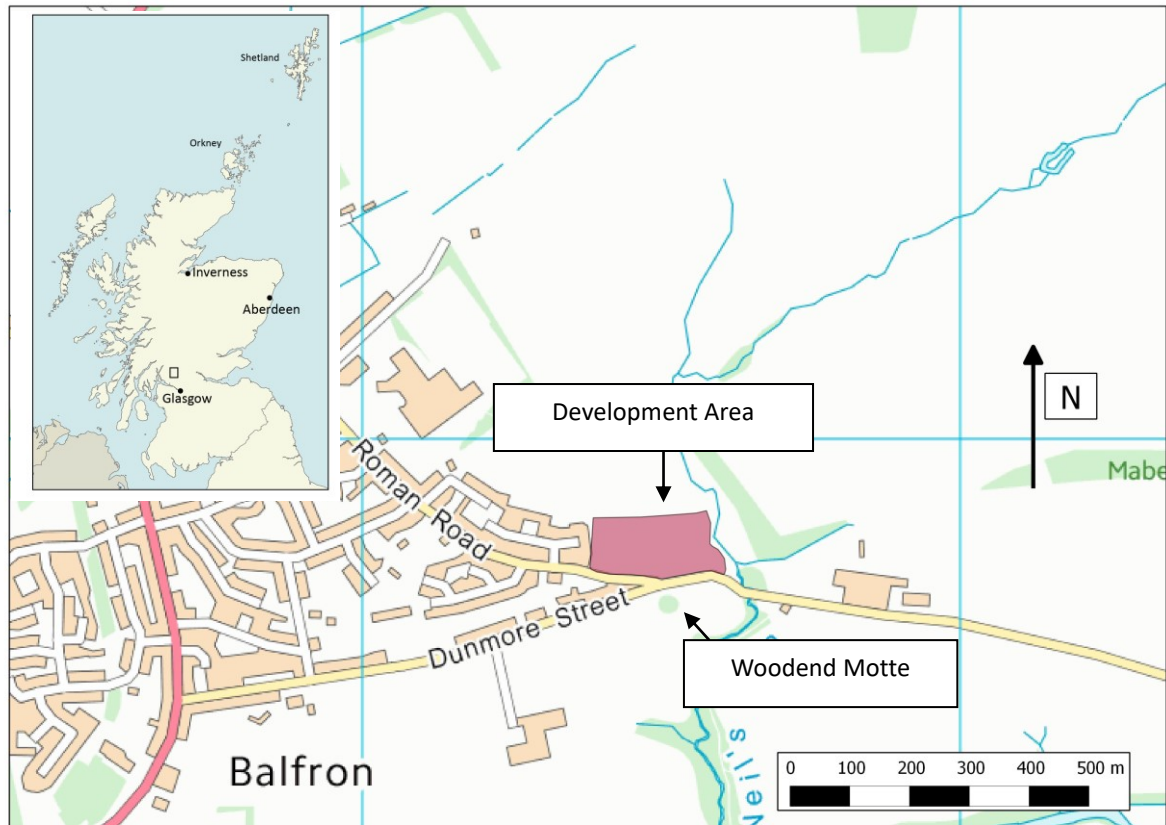 Shetland
Orkney
Inverness
Aberdeen
Glasgow
Development Area
N
Mabe
Roman Road
Dunmore Street
Woodend Motte
Neil's
Balfron
0 100 200 300 400 500 m